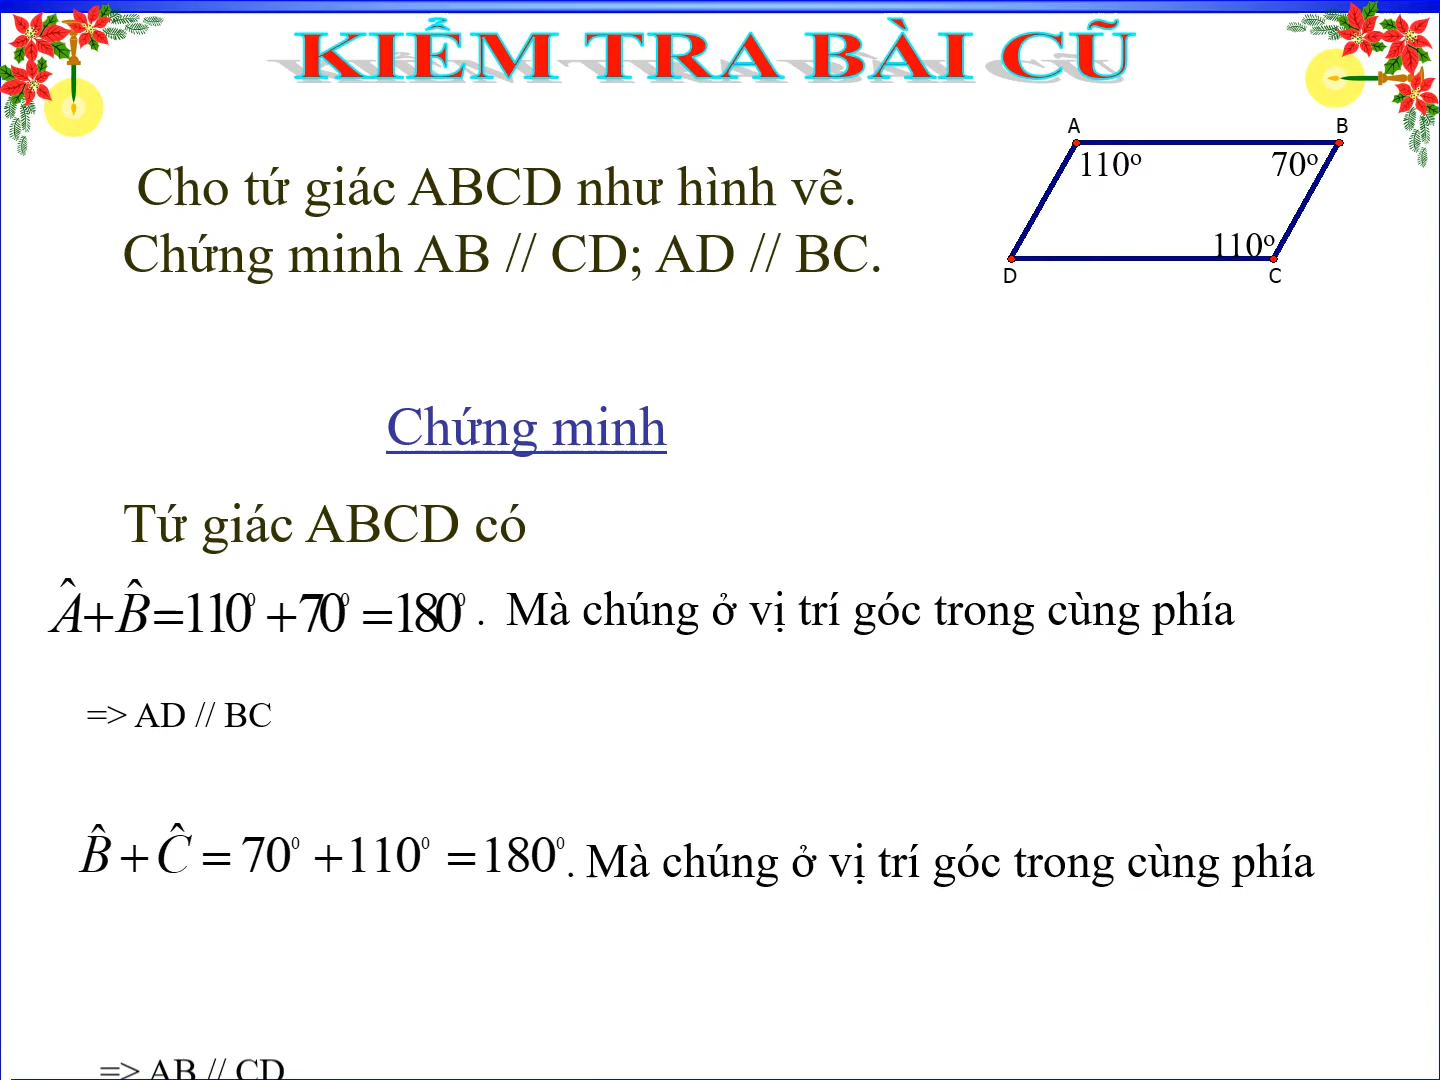 KIỂM TRA BÀI CŨ
Cho tứ giác ABCD như hình vẽ.
Chứng minh AB // CD; AD // BC.
A
B
110º
70º
110º
D
C
Chứng minh
Tứ giác ABCD có
Â+B̂=110⁰+70⁰=180⁰. Mà chúng ở vị trí góc trong cùng phía
=> AD // BC
B̂+Ĉ=70⁰+110⁰=180⁰. Mà chúng ở vị trí góc trong cùng phía
=> AB // CD